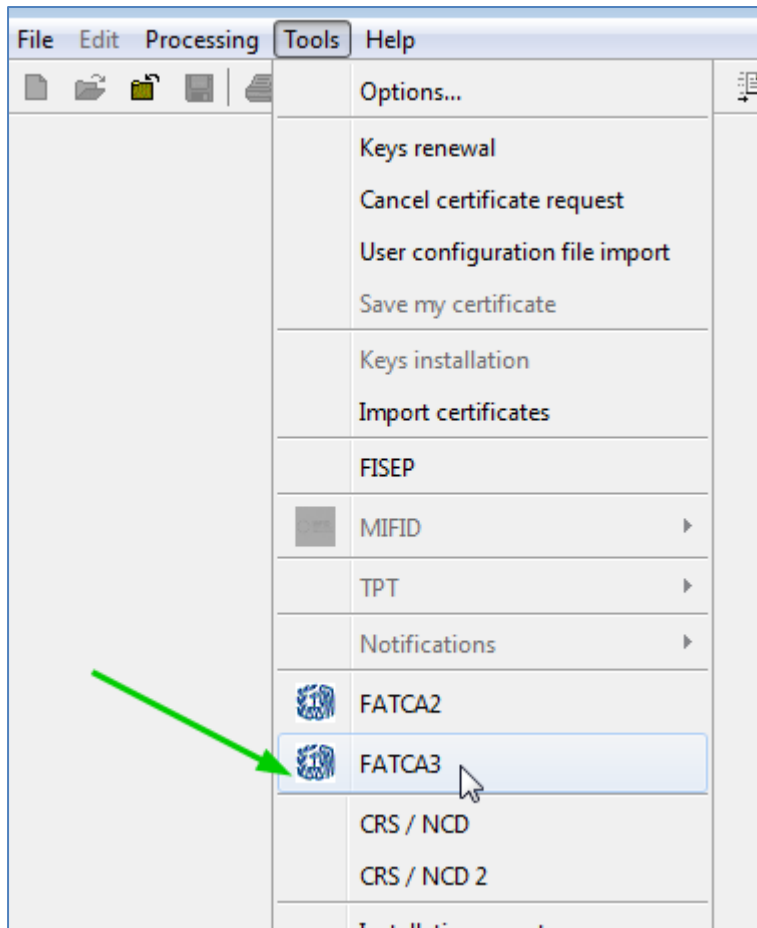 File Edit Processing Tools Help
Options...
Keys renewal
Cancel certificate request
User configuration file import
Save my certificate
Keys installation
Import certificates
FISEP
MIFID
TPT
Notifications
FATCA2
FATCA3
CRS / NCD
CRS / NCD 2